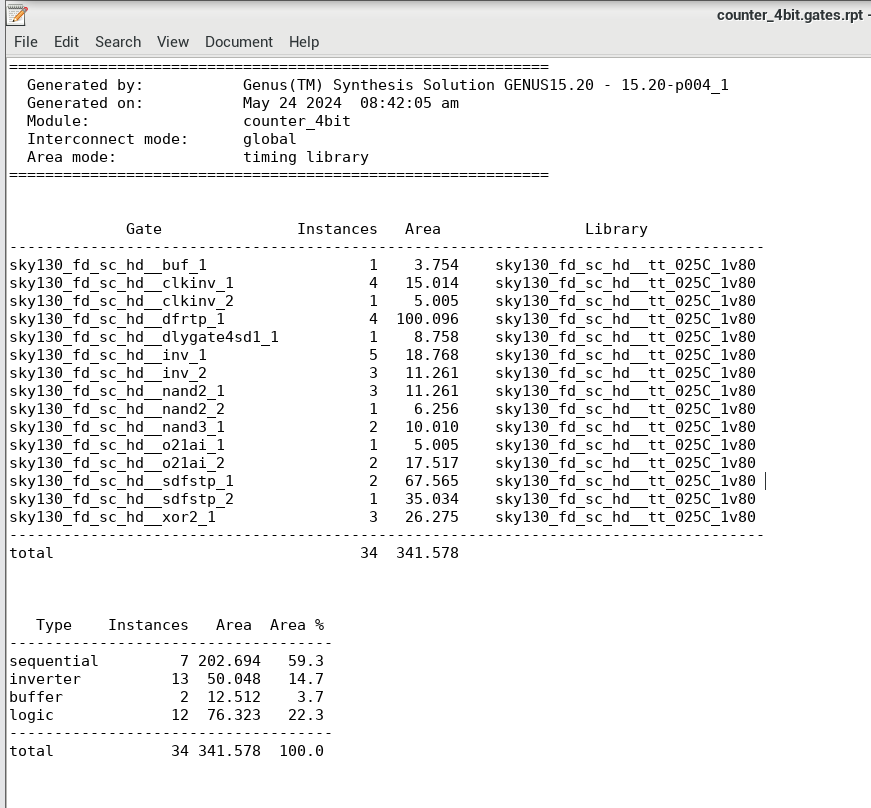 counter_4bit.gates.rpt -
File Edit Search View Document Help
============================================================
  Generated by:           Genus(TM) Synthesis Solution GENUS15.20 - 15.20-p004_1
  Generated on:           May 24 2024  08:42:05 am
  Module:                 counter_4bit
  Interconnect mode:      global
  Area mode:              timing library
============================================================
             Gate               Instances   Area                Library
------------------------------------------------------------------------------------
sky130_fd_sc_hd__buf_1                  1    3.754    sky130_fd_sc_hd__tt_025C_1v80
sky130_fd_sc_hd__clkinv_1               4   15.014    sky130_fd_sc_hd__tt_025C_1v80
sky130_fd_sc_hd__clkinv_2               1    5.005    sky130_fd_sc_hd__tt_025C_1v80
sky130_fd_sc_hd__dfrtp_1                4  100.096    sky130_fd_sc_hd__tt_025C_1v80
sky130_fd_sc_hd__dlygate4sd1_1          1    8.758    sky130_fd_sc_hd__tt_025C_1v80
sky130_fd_sc_hd__inv_1                  5   18.768    sky130_fd_sc_hd__tt_025C_1v80
sky130_fd_sc_hd__inv_2                  3   11.261    sky130_fd_sc_hd__tt_025C_1v80
sky130_fd_sc_hd__nand2_1                3   11.261    sky130_fd_sc_hd__tt_025C_1v80
sky130_fd_sc_hd__nand2_2                1    6.256    sky130_fd_sc_hd__tt_025C_1v80
sky130_fd_sc_hd__nand3_1                2   10.010    sky130_fd_sc_hd__tt_025C_1v80
sky130_fd_sc_hd__o21ai_1                1    5.005    sky130_fd_sc_hd__tt_025C_1v80
sky130_fd_sc_hd__o21ai_2                2   17.517    sky130_fd_sc_hd__tt_025C_1v80
sky130_fd_sc_hd__sdfstp_1               2   67.565    sky130_fd_sc_hd__tt_025C_1v80
sky130_fd_sc_hd__sdfstp_2               1   35.034    sky130_fd_sc_hd__tt_025C_1v80
sky130_fd_sc_hd__xor2_1                 3   26.275    sky130_fd_sc_hd__tt_025C_1v80
------------------------------------------------------------------------------------
total                                  34  341.578
   Type    Instances   Area  Area %
------------------------------------
sequential         7 202.694   59.3
inverter          13  50.048   14.7
buffer             2  12.512    3.7
logic             12  76.323   22.3
------------------------------------
total             34 341.578  100.0